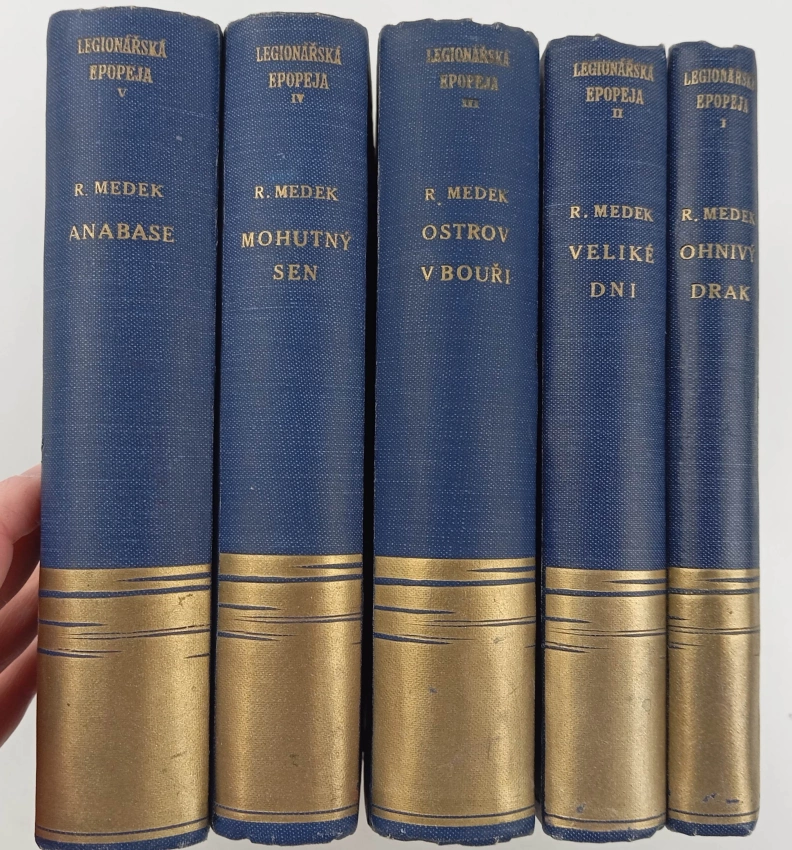 LEGIONÁŘSKÁ
EPOPEJA
V
R. MEDEK
ANABASE
LEGIONÁŘSKÁ
EPOPEJA
IV
R. MEDEK
MOHUTNÝ
SEN
LEGIONÁŘSKÁ
EPOPEJA
III
R. MEDEK
OSTROV
V BOUŘI
LEGIONÁŘSKÁ
EPOPEJA
II
R. MEDEK
VELIKÉ
DNI
LEGIONÁŘSKÁ
EPOPEJA
I
R. MEDEK
OHNIVÝ
DRAK